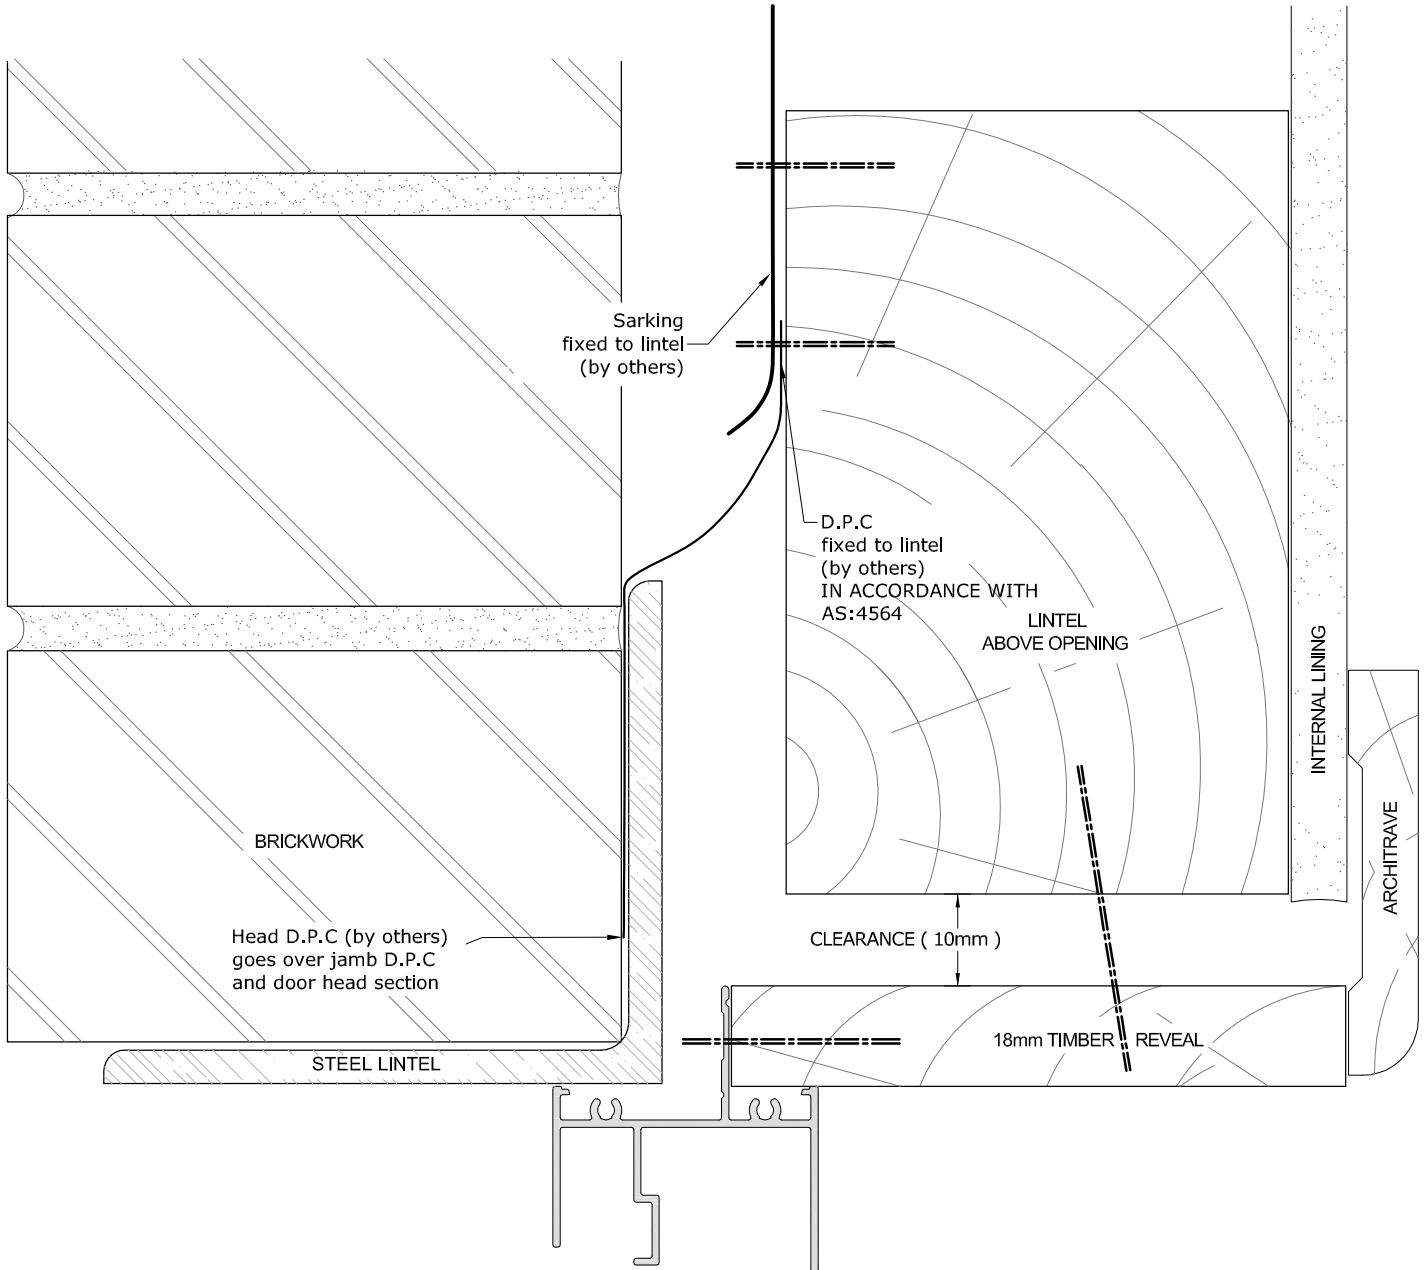 Sarking
fixed to lintel
(by others)
D.P.C
fixed to lintel
(by others)
IN ACCORDANCE WITH
AS:4564
LINTEL
ABOVE OPENING
INTERNAL LINING
ARCHITRAVE
BRICKWORK
Head D.P.C (by others)
goes over jamb D.P.C
and door head section
CLEARANCE ( 10mm )
18mm TIMBER REVEAL
STEEL LINTEL